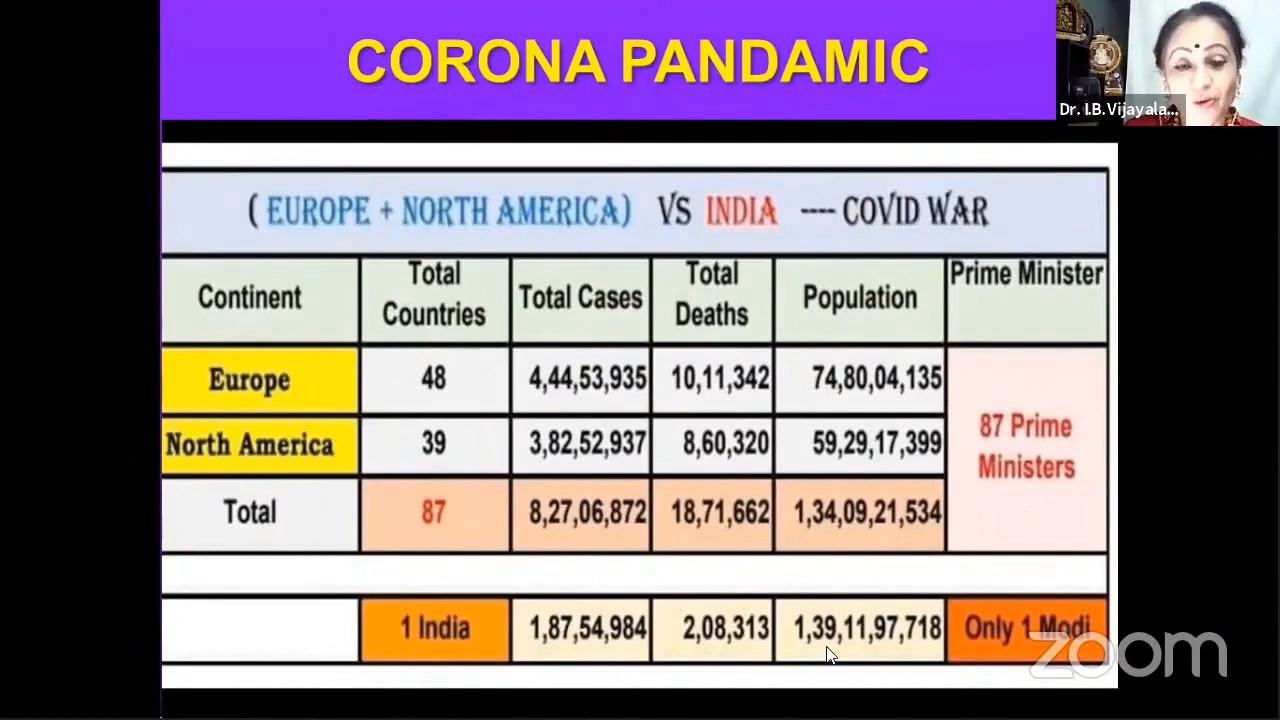 CORONA PANDAMIC
Dr. I.B.Vijayala...
( EUROPE + NORTH AMERICA) VS INDIA ---- COVID WAR
Continent Total Countries Total Cases Total Deaths Population Prime Minister
Europe 48 4,44,53,935 10,11,342 74,80,04,135
North America 39 3,82,52,937 8,60,320 59,29,17,399
87 Prime
Ministers
Total 87 8,27,06,872 18,71,662 1,34,09,21,534
1 India 1,87,54,984 2,08,313 1,39,11,97,718 Only 1 Modi
zoom